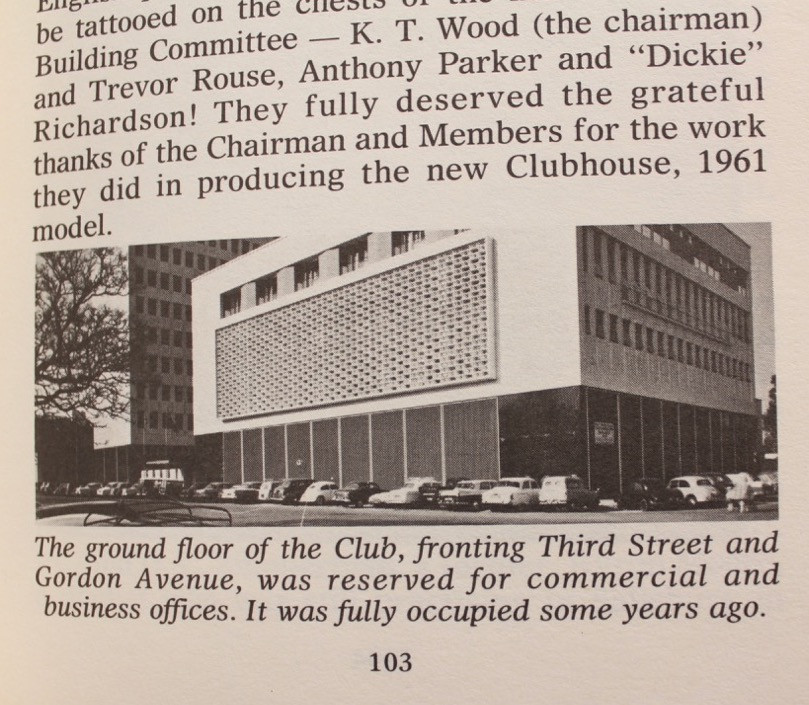 be tattooed on the chests of the
Building Committee — K. T. Wood (the chairman)
and Trevor Rouse, Anthony Parker and “Dickie”
Richardson! They fully deserved the grateful
thanks of the Chairman and Members for the work
they did in producing the new Clubhouse, 1961
model.
The ground floor of the Club, fronting Third Street and
Gordon Avenue, was reserved for commercial and
business offices. It was fully occupied some years ago.
103